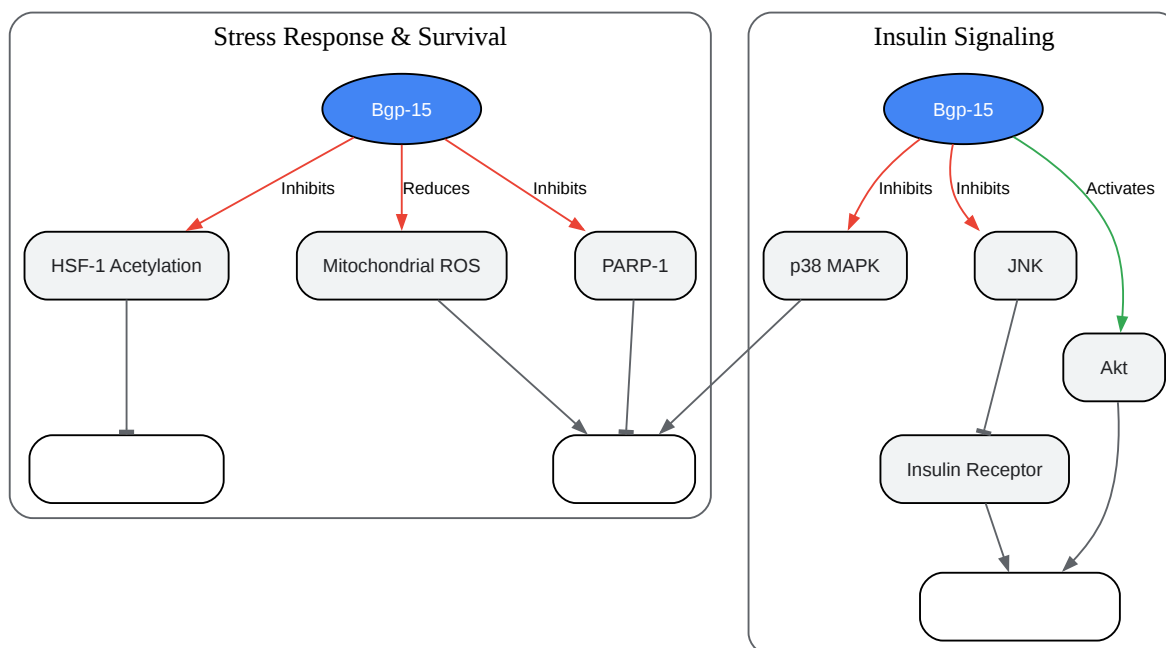 Stress Response & Survival
Bgp-15
Inhibits
Reduces
Inhibits
HSF-1 Acetylation
Mitochondrial ROS
PARP-1
Insulin Signaling
Bgp-15
Inhibits
Inhibits
Activates
p38 MAPK
JNK
Akt
Insulin Receptor